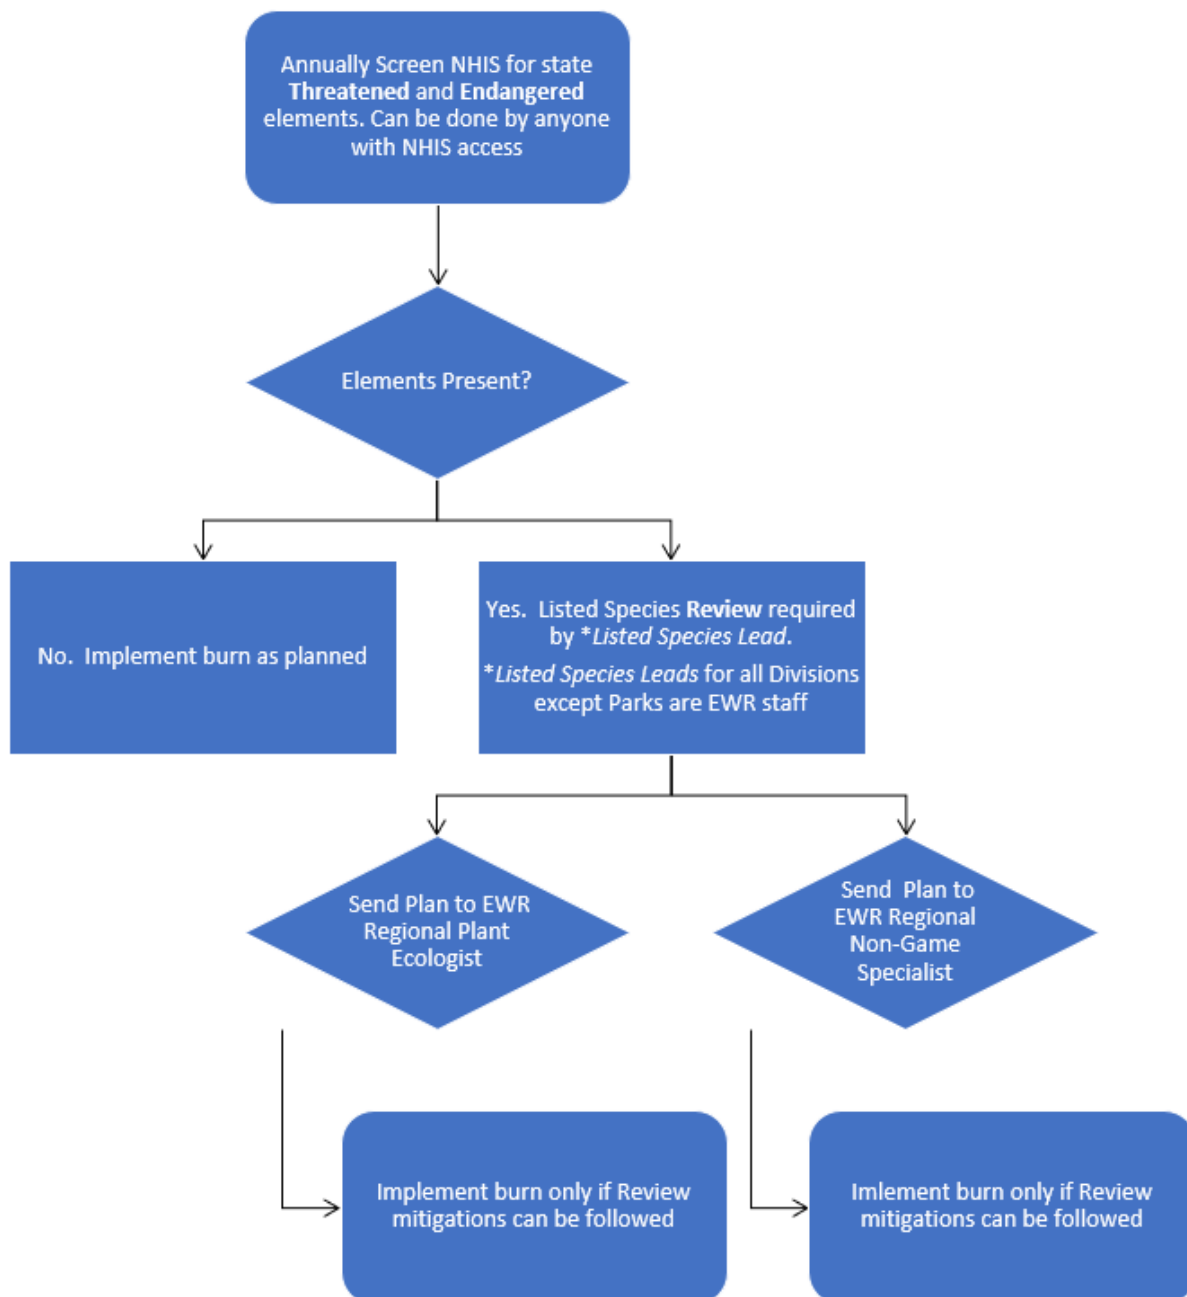 Annually Screen NHIS for state
Threatened and Endangered
elements. Can be done by anyone
with NHIS access
Elements Present?
No. Implement burn as planned
Yes. Listed Species Review required
by *Listed Species Lead.
*Listed Species Leads for all Divisions
except Parks are EWR staff
Send Plan to EWR
Regional Plant
Ecologist
Send Plan to
EWR Regional
Non-Game
Specialist
Implement burn only if Review
mitigations can be followed
Imlement burn only if Review
mitigations can be followed